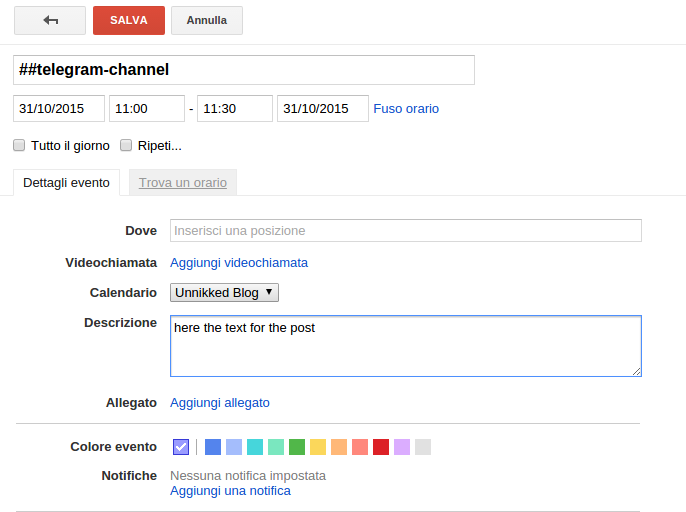 SALVA Annulla
##telegram-channel
31/10/2015 11:00 - 11:30 31/10/2015 Fuso orario
Tutto il giorno Ripeti...
Dettagli evento Trova un orario
Dove Inserisci una posizione
Videochiamata Aggiungi videochiamata
Calendario Unnikked Blog
Descrizione here the text for the post
Allegato Aggiungi allegato
Colore evento
Notifiche Nessuna notifica impostata
Aggiungi una notifica